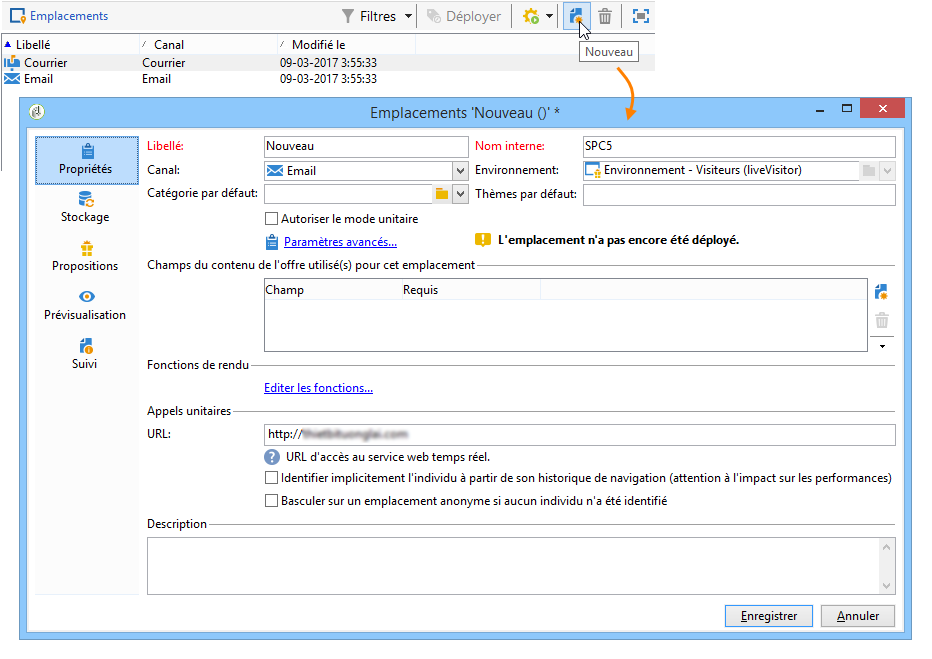 Emplacements
Filtres
Déployer
Nouveau
Libellé Canal Modifié le
Courrier Courrier 09-03-2017 3:55:33
Email Email 09-03-2017 3:55:33
Emplacements 'Nouveau ()' *
Propriétés
Stockage
Propositions
Prévisualisation
Suivi
Libellé: Nouveau Nom interne: SPC5
Canal: Email Environnement: Environnement - Visiteurs (liveVisitor)
Catégorie par défaut: Thèmes par défaut:
Autoriser le mode unitaire
Paramètres avancés... L'emplacement n'a pas encore été déployé.
Champs du contenu de l'offre utilisé(s) pour cet emplacement
Champ Requis
Fonctions de rendu
Editer les fonctions...
Appels unitaires
URL: http://
URL d'accès au service web temps réel.
Identifier implicitement l'individu à partir de son historique de navigation (attention à l'impact sur les performances)
Basculer sur un emplacement anonyme si aucun individu n'a été identifié
Description
Enregistrer Annuler